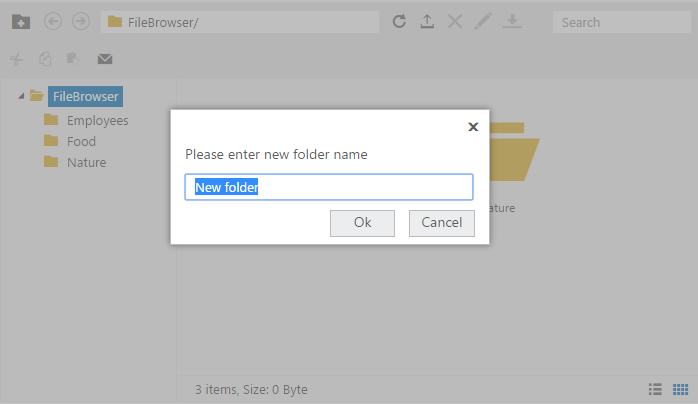 FileBrowser/
Search
FileBrowser
Employees
Food
Nature
Please enter new folder name
New folder
Ok
Cancel
ature
3 items, Size: 0 Byte